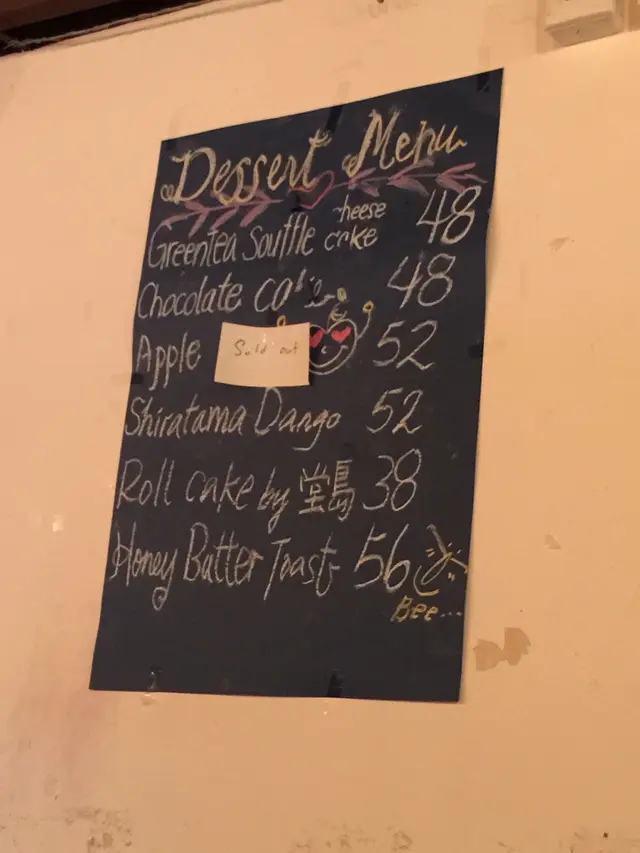 Dessert Menu
Greentea Souffle cheese cake 48
Chocolate 48
Apple Sold out 52
Shiratama Dango 52
Roll cake by 堂島 38
Honey Butter Toast 56
Bee...